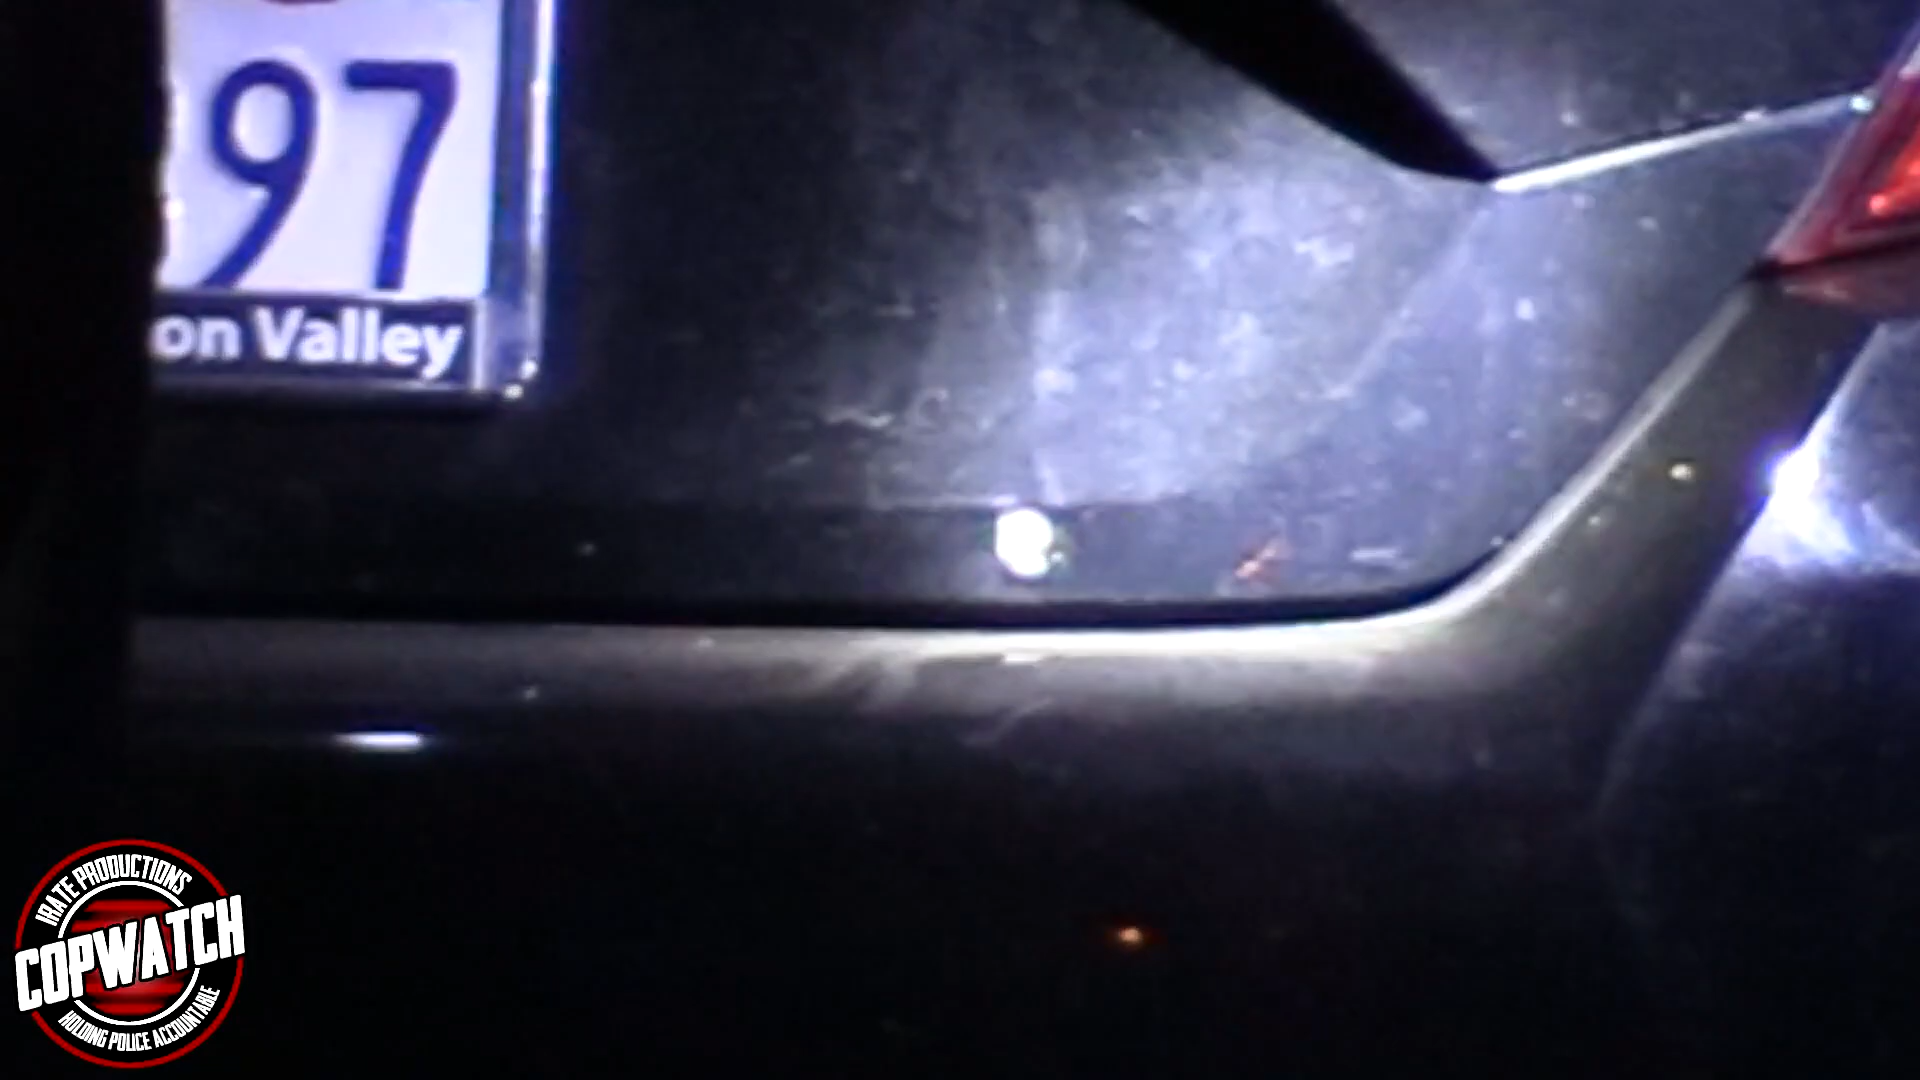 97
on Valley
IRATE PRODUCTIONS
COPWATCH
HOLDING POLICE ACCOUNTABLE